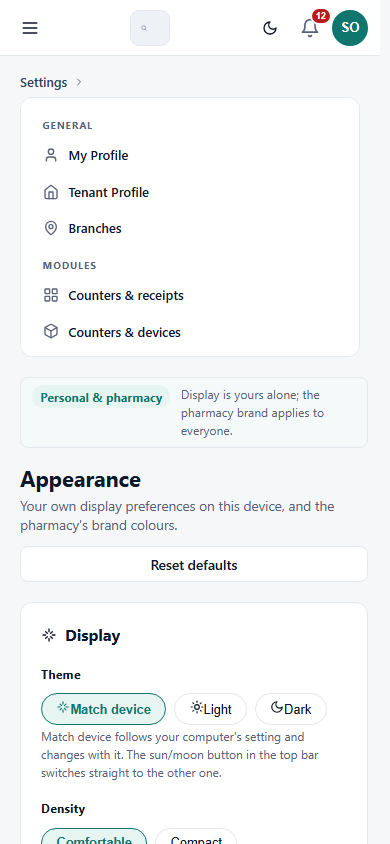 12
SO
Settings
GENERAL
My Profile
Tenant Profile
Branches
MODULES
Counters & receipts
Counters & devices
Personal & pharmacy
Display is yours alone; the
pharmacy brand applies to
everyone.
Appearance
Your own display preferences on this device, and the
pharmacy's brand colours.
Reset defaults
Display
Theme
Match device
Light
Dark
Match device follows your computer's setting and
changes with it. The sun/moon button in the top bar
switches straight to the other one.
Density
Comfortable
Compact